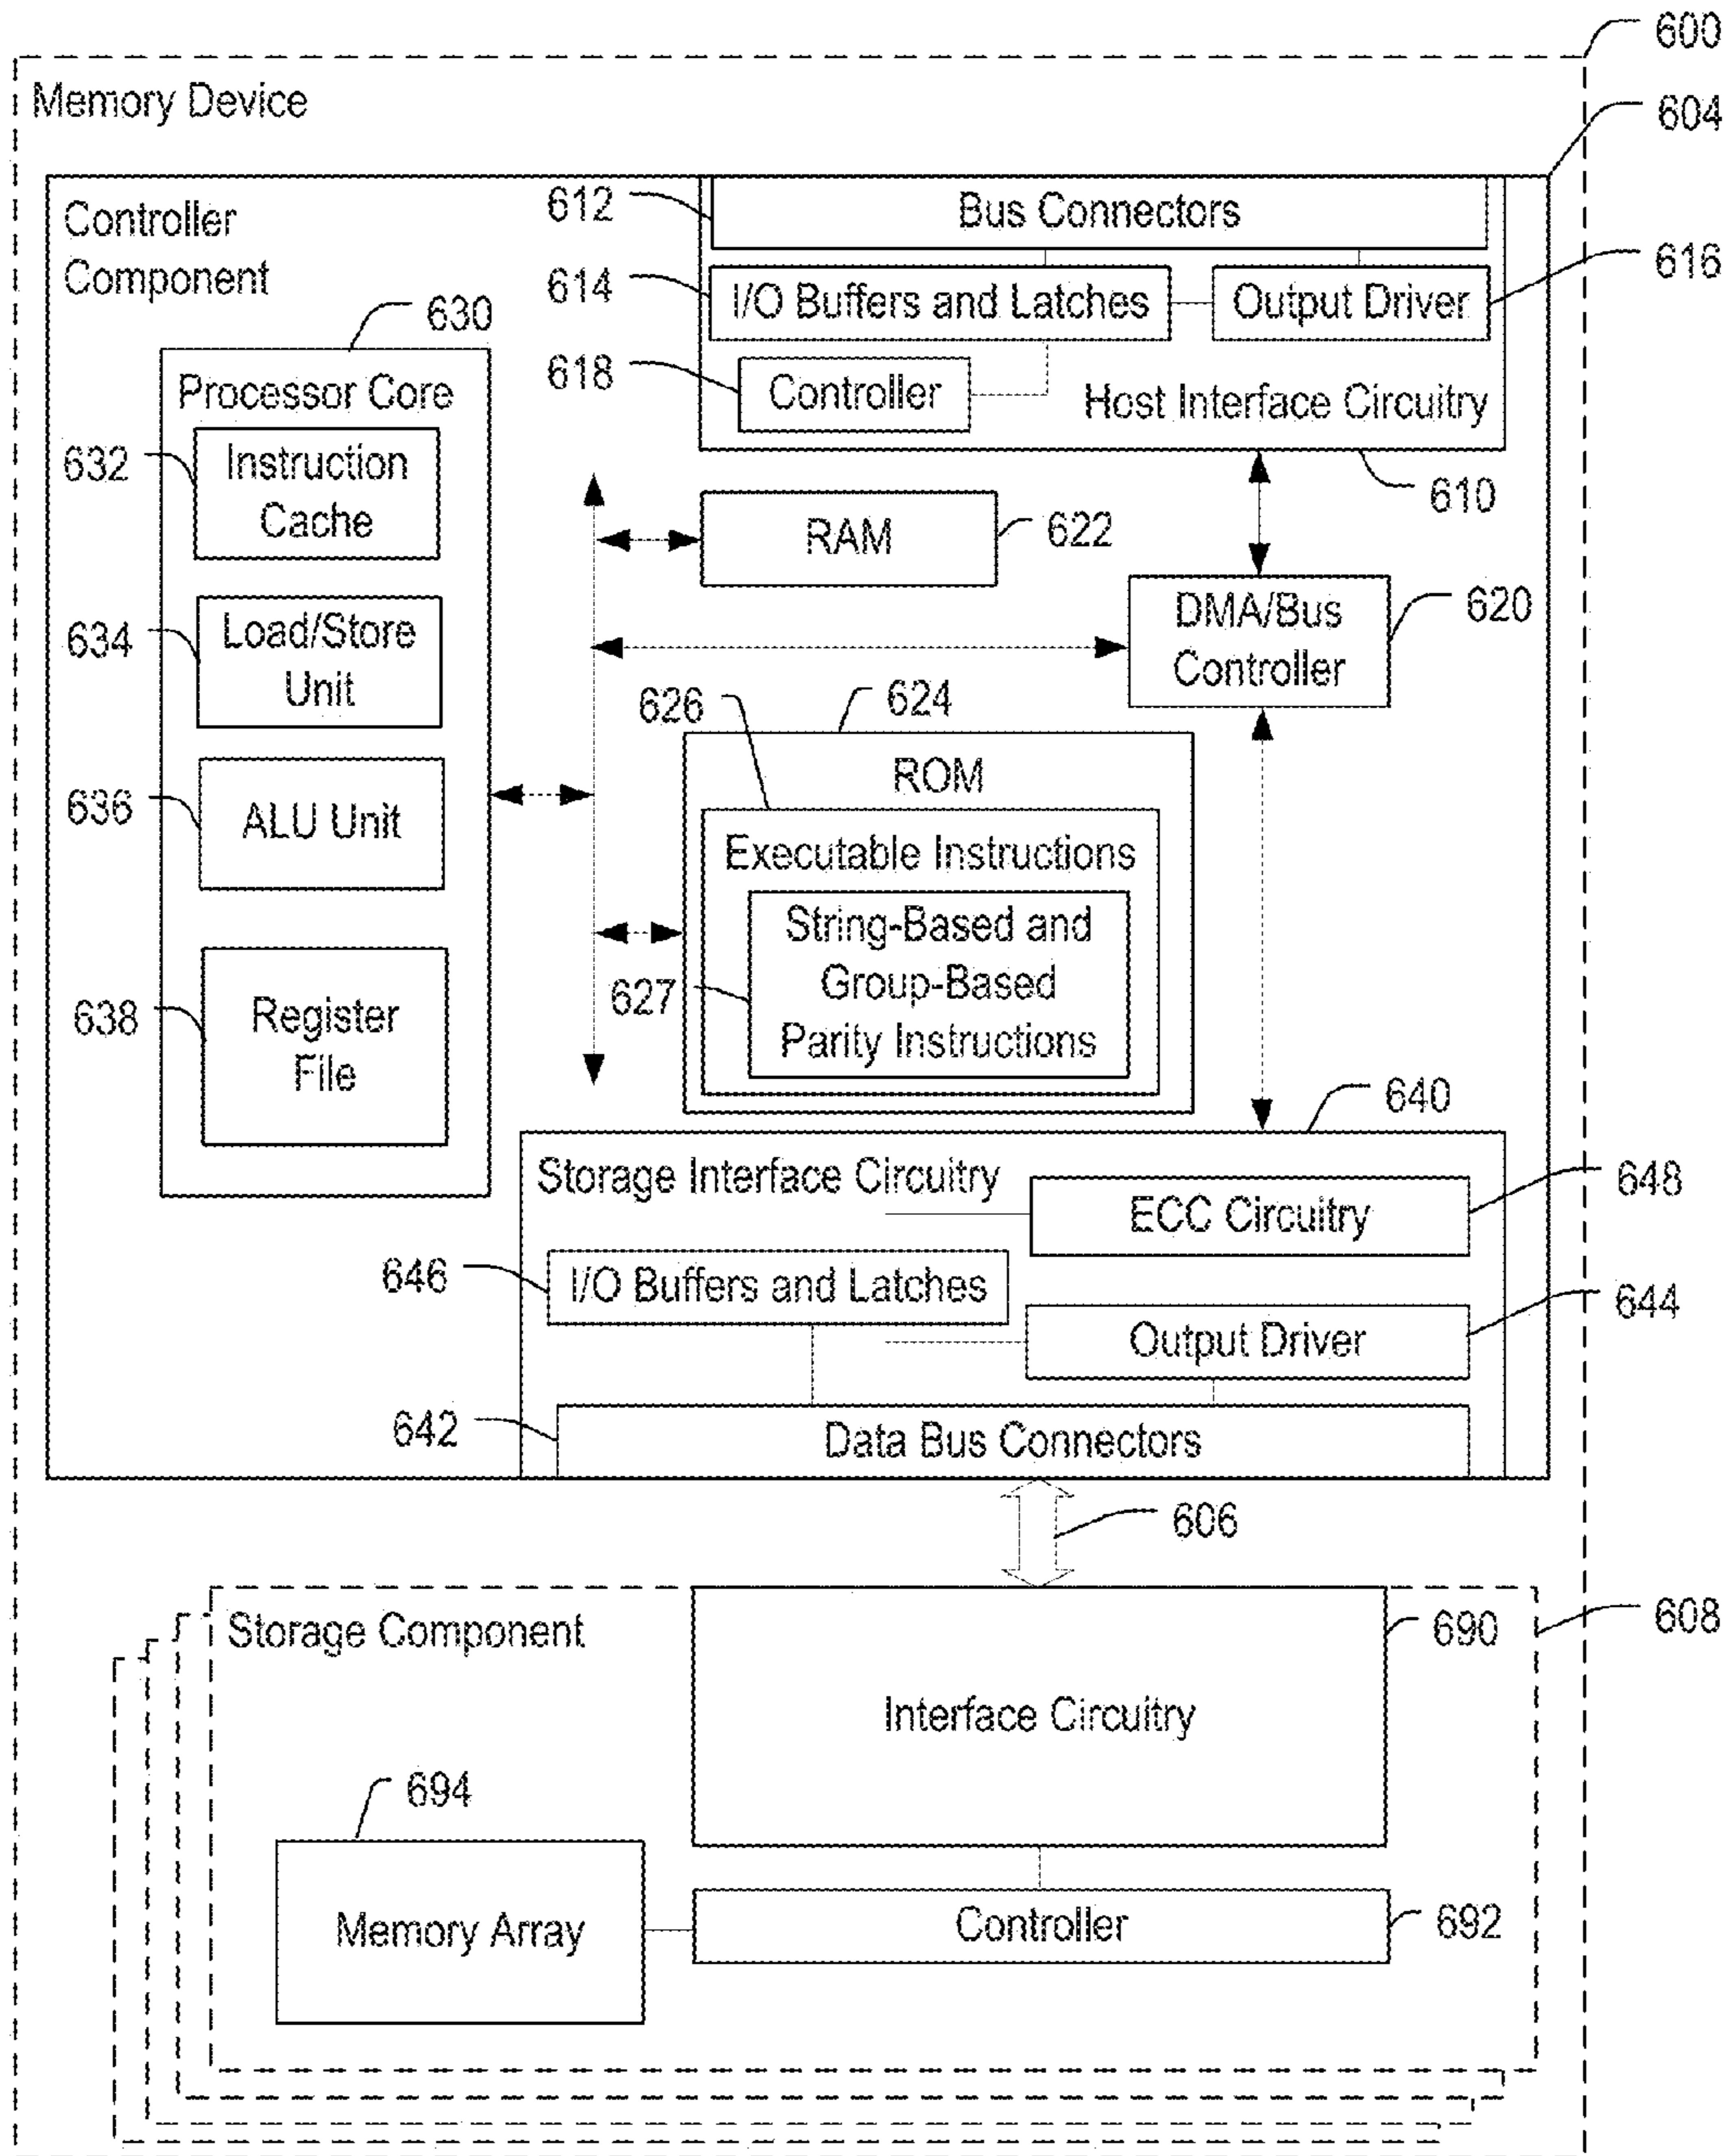 600
Memory Device
604
Controller
Component
612
Bus Connectors
614
I/O Buffers and Latches
Output Driver
616
618
Controller
Host Interface Circuitry
610
630
Processor Core
632
Instruction
Cache
634
Load/Store
Unit
636
ALU Unit
638
Register
File
RAM
622
DMA/Bus
Controller
620
626
624
ROM
Executable Instructions
627
String-Based and
Group-Based
Parity Instructions
640
Storage Interface Circuitry
ECC Circuitry
648
646
I/O Buffers and Latches
Output Driver
644
642
Data Bus Connectors
606
Storage Component
608
690
Interface Circuitry
694
Memory Array
Controller
692